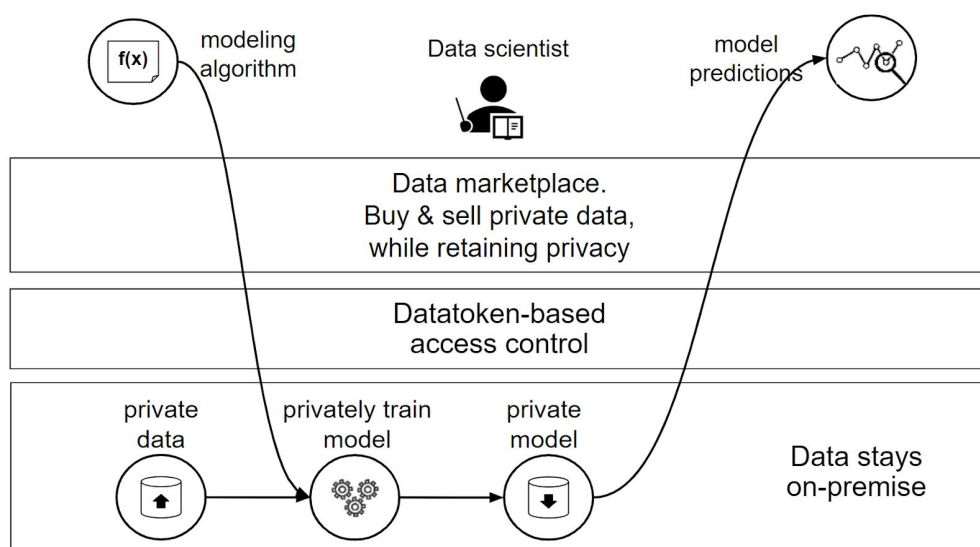 f(x)
modeling
algorithm
Data scientist
model
predictions
Data marketplace.
Buy & sell private data,
while retaining privacy
Datatoken-based
access control
private
data
privately train
model
private
model
Data stays
on-premise